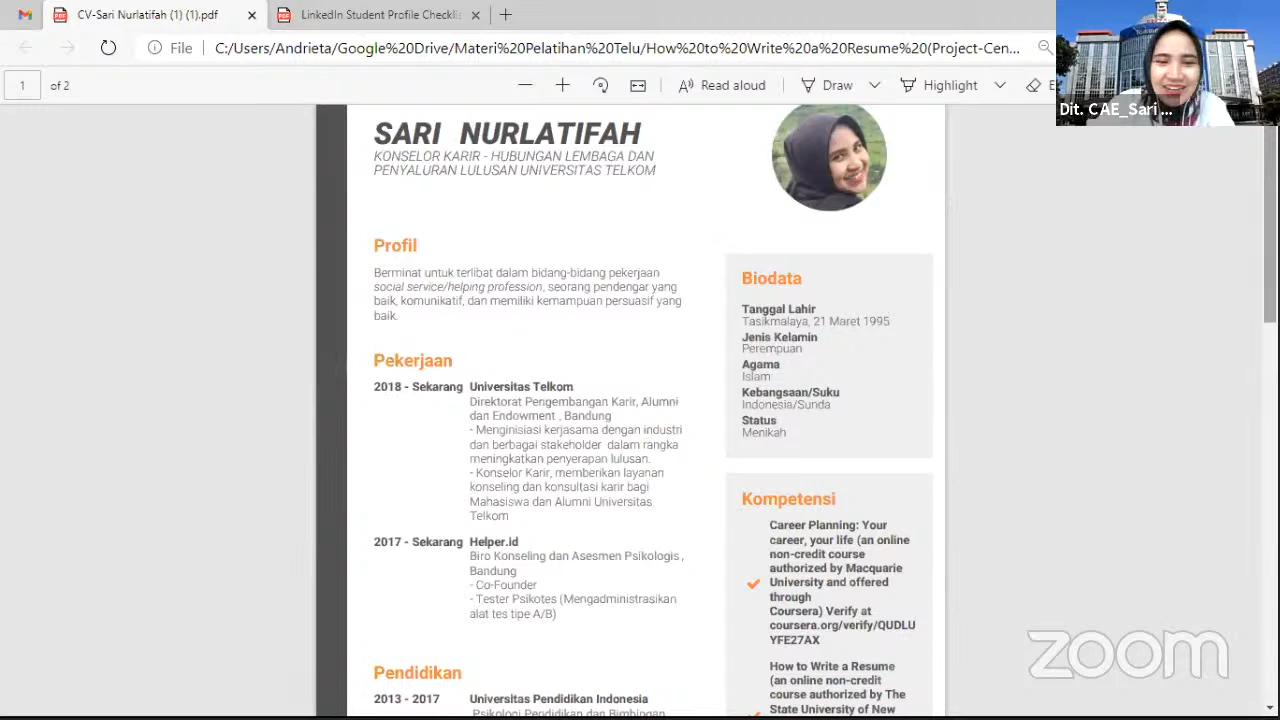 CV-Sari Nurlatifah (1) (1).pdf
LinkedIn Student Profile Checklis
File
C:/Users/Andrieta/Google%20Drive/Materi%20Pelatihan%20Telu/How%20to%20Write%20a%20Resume%20(Project-Cen...
1 of 2
Read aloud
Draw
Highlight
E
Dit. CAE_Sari ...
SARI NURLATIFAH
KONSELOR KARIR - HUBUNGAN LEMBAGA DAN
PENYALURAN LULUSAN UNIVERSITAS TELKOM
Profil
Berminat untuk terlibat dalam bidang-bidang pekerjaan
social service/helping profession, seorang pendengar yang
baik, komunikatif, dan memiliki kemampuan persuasif yang
baik.
Pekerjaan
2018 - Sekarang Universitas Telkom
Direktorat Pengembangan Karir, Alumni
dan Endowment , Bandung
- Menginisiasi kerjasama dengan industri
dan berbagai stakeholder dalam rangka
meningkatkan penyerapan lulusan.
- Konselor Karir, memberikan layanan
konseling dan konsultasi karir bagi
Mahasiswa dan Alumni Universitas
Telkom
2017 - Sekarang Helper.id
Biro Konseling dan Asesmen Psikologis ,
Bandung
- Co-Founder
- Tester Psikotes (Mengadministrasikan
alat tes tipe A/B)
Pendidikan
2013 - 2017 Universitas Pendidikan Indonesia
Psikologi Pendidikan dan Bimbingan
Biodata
Tanggal Lahir
Tasikmalaya, 21 Maret 1995
Jenis Kelamin
Perempuan
Agama
Islam
Kebangsaan/Suku
Indonesia/Sunda
Status
Menikah
Kompetensi
Career Planning: Your
career, your life (an online
non-credit course
authorized by Macquarie
University and offered
through
Coursera) Verify at
coursera.org/verify/QUDLU
YFE27AX
How to Write a Resume
(an online non-credit
course authorized by The
State University of New
zoom